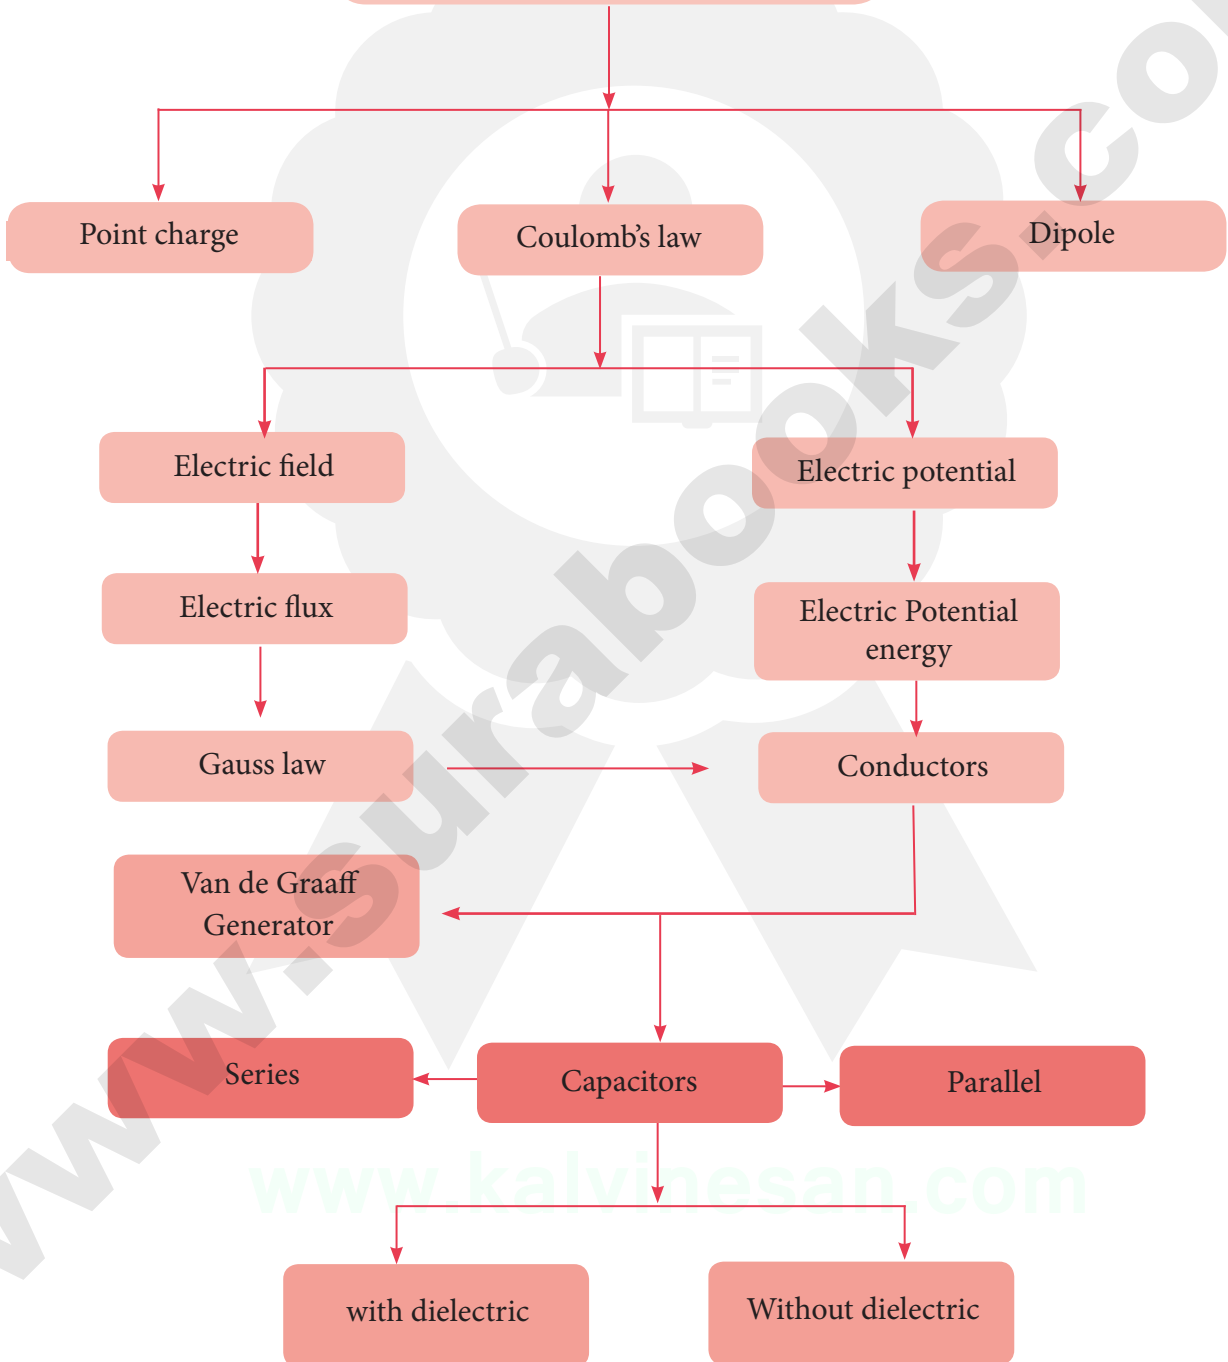 Point charge
Coulomb's law
Dipole
Electric field
Electric potential
Electric flux
Electric Potential
energy
Gauss law
Conductors
Van de Graaff
Generator
Series
Capacitors
Parallel
with dielectric
Without dielectric
www.surabooks.com
www.kalvinesan.com